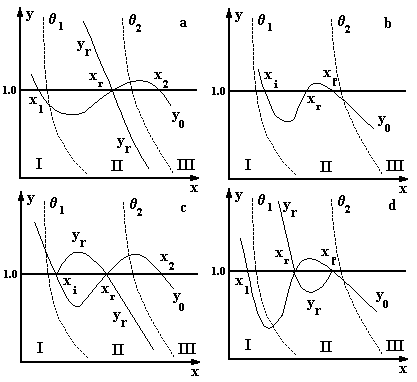 y θ1 θ2 a
yr
xr x2
1.0
x1
yr y0
I II III
x
y θ1 θ2 b
xi xf
1.0
xr
y0
I II III
x
y θ1 θ2 c
yr
x2
1.0
xi xr
yr y0
I II III
x
y θ1 yr θ2 d
xr xf
1.0
x1
yr y0
I II III
x